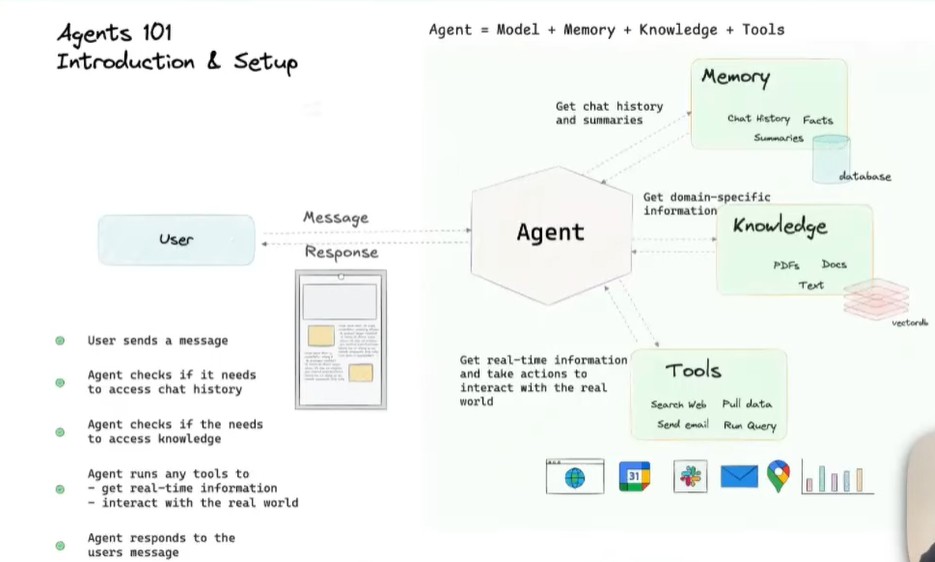 Agents 101
Introduction & Setup
Agent = Model + Memory + Knowledge + Tools
Memory
Chat History Facts
Summaries
database
Get chat history
and summaries
User
Message
Response
Agent
Get domain-specific
information
Knowledge
PDFs Docs
Text
vectordb
Get real-time information
and take actions to
interact with the real
world
Tools
Search Web Pull data
Send email Run Query
31
User sends a message
Agent checks if it needs
to access chat history
Agent checks if the needs
to access knowledge
Agent runs any tools to
- get real-time information
- interact with the real world
Agent responds to the
users message